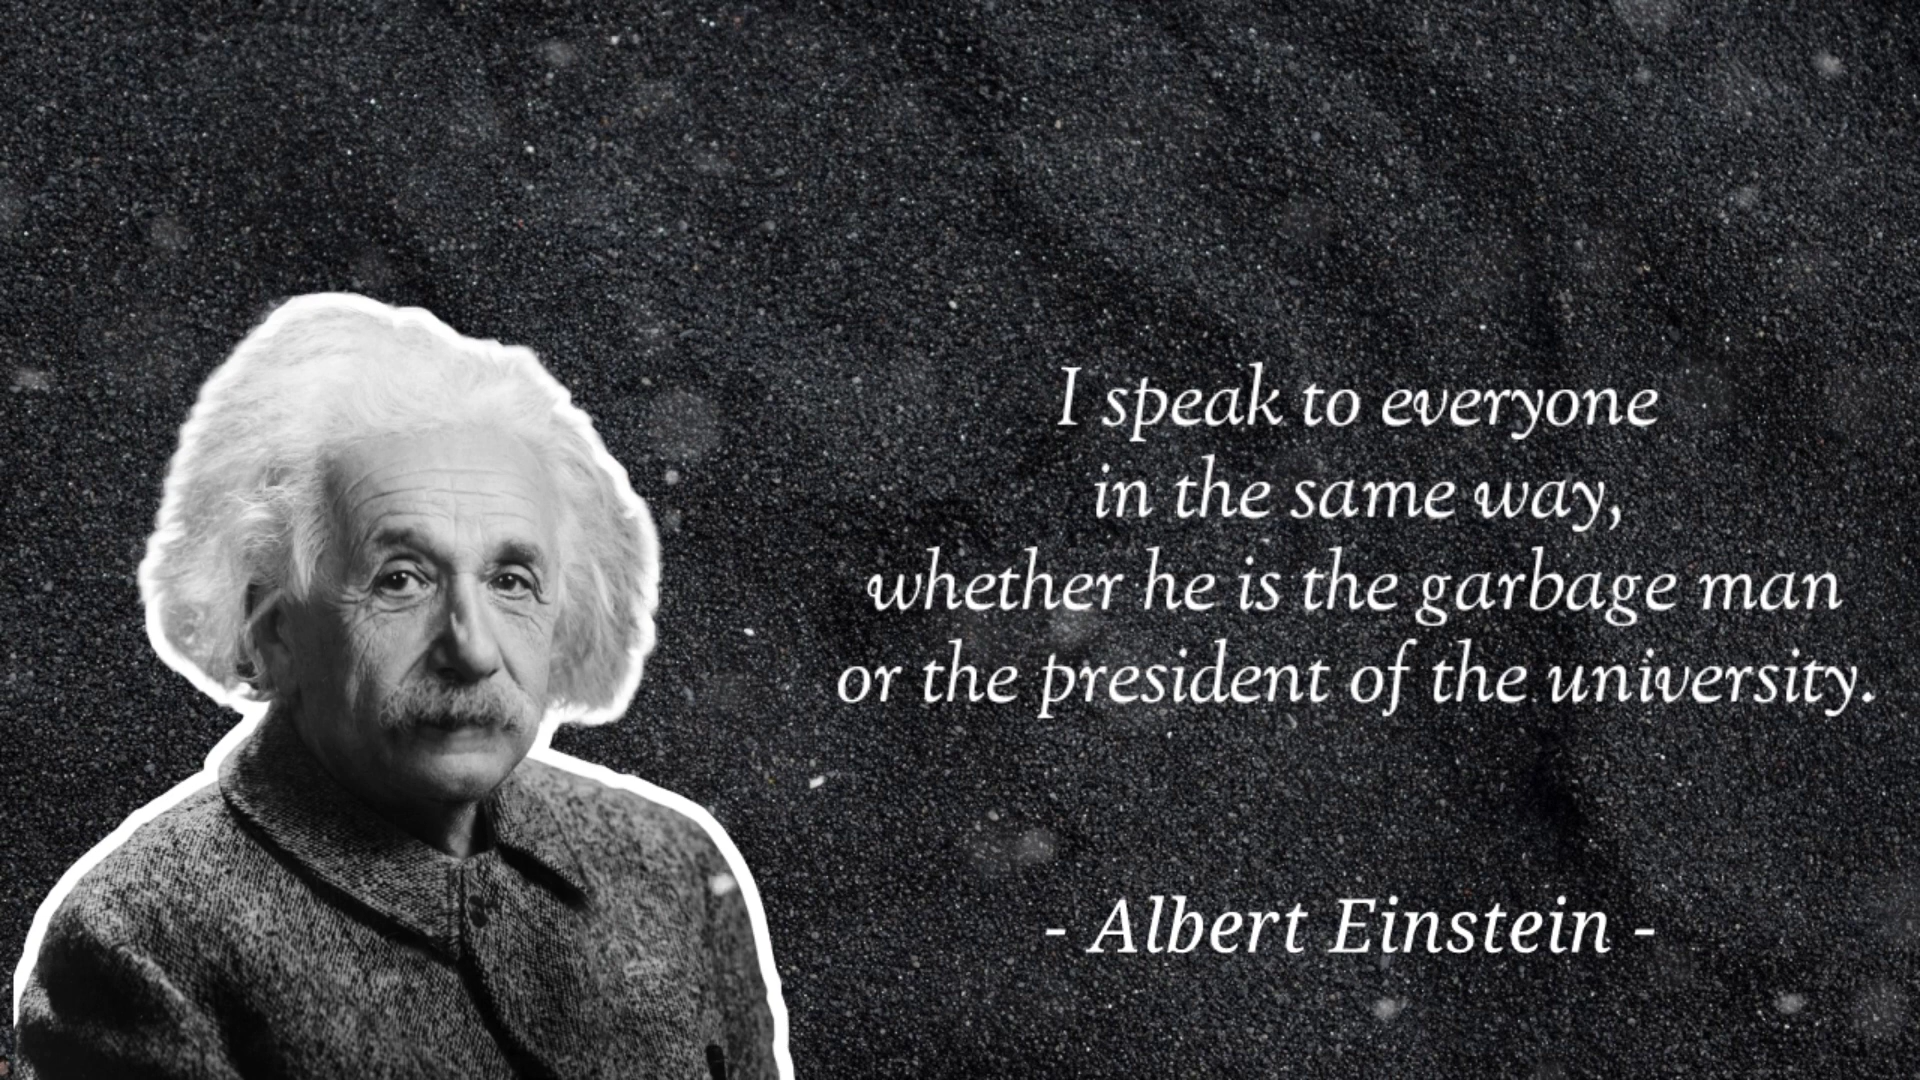 I speak to everyone
in the same way,
whether he is the garbage man
or the president of the university.
- Albert Einstein -